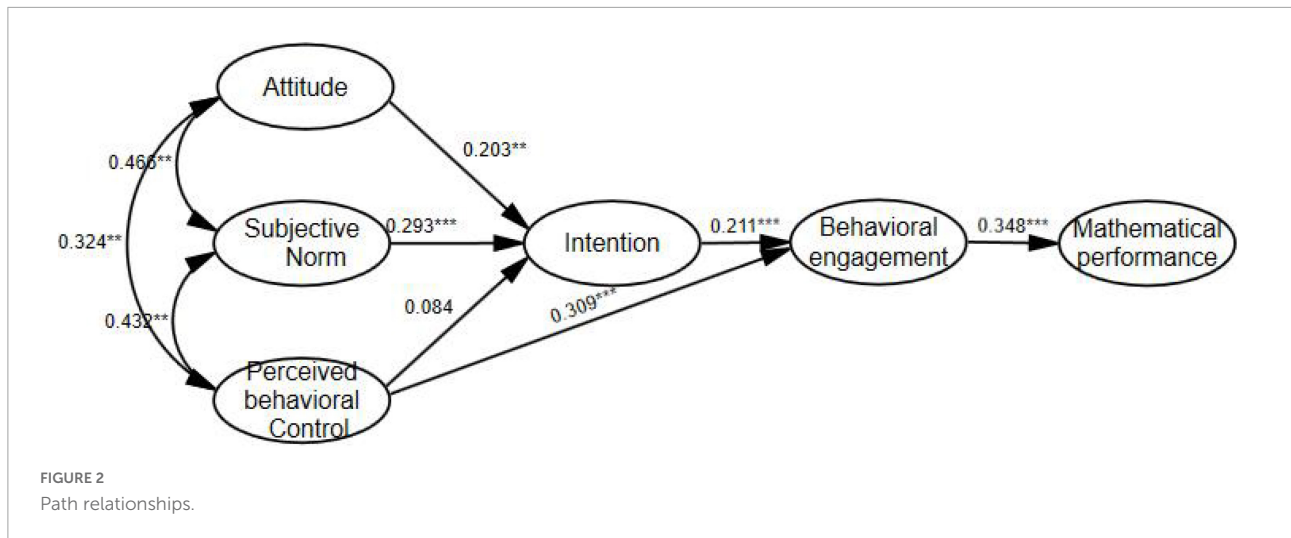 Attitude
0.203**
0.466**
Subjective
Norm
0.293***
Intention
0.211***
Behavioral
engagement
0.348***
Mathematical
performance
0.324**
0.432**
0.084
0.309***
Perceived
behavioral
Control
FIGURE 2
Path relationships.